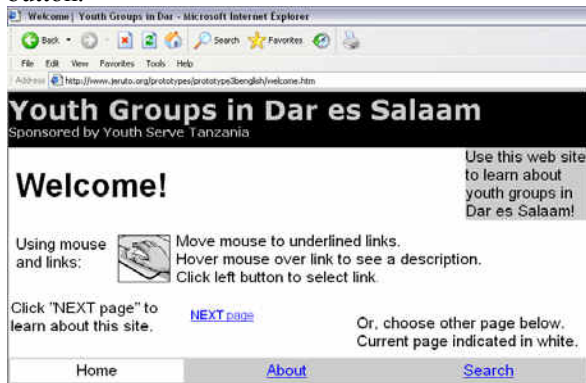 button.
Welcome | Youth Groups in Dar - Microsoft Internet Explorer
Back
Search Favorites
File Edit View Favorites Tools Help
Address http://www.jeruto.org/prototypes/prototype3benglish/welcome.htm
Youth Groups in Dar es Salaam
Sponsored by Youth Serve Tanzania
Use this web site
to learn about
youth groups in
Dar es Salaam!
Welcome!
Using mouse
and links:
Move mouse to underlined links.
Hover mouse over link to see a description.
Click left button to select link.
Click "NEXT page" to
learn about this site.
NEXT page
Or, choose other page below.
Current page indicated in white.
Home About Search